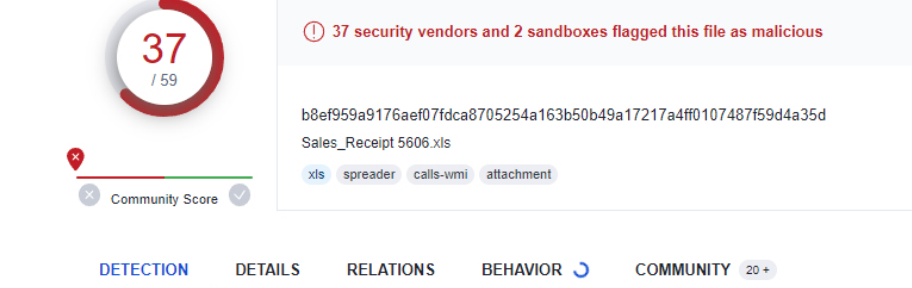 37
/ 59
Community Score
37 security vendors and 2 sandboxes flagged this file as malicious
b8ef959a9176aef07fdca8705254a163b50b49a17217a4ff0107487f59d4a35d
Sales_Receipt 5606.xls
xls spreader calls-wmi attachment
DETECTION DETAILS RELATIONS BEHAVIOR COMMUNITY 20 +